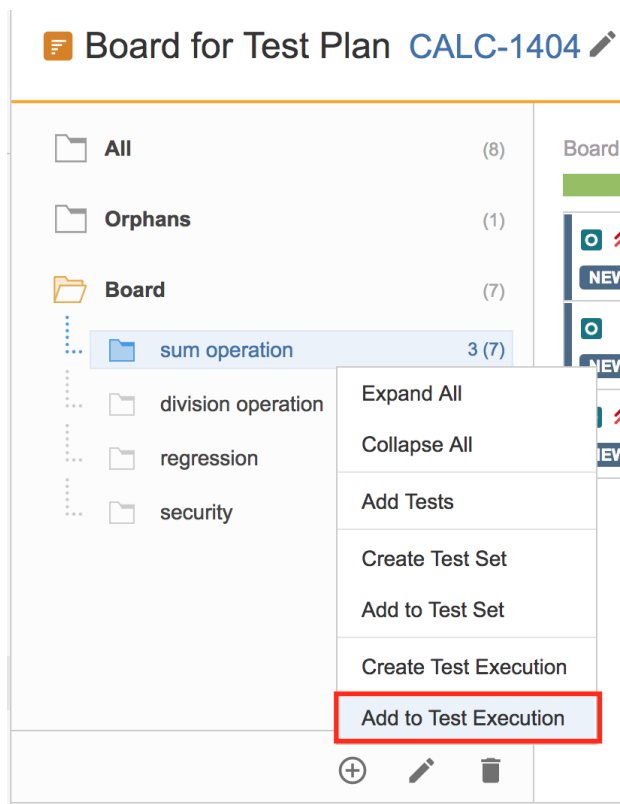 Board for Test Plan CALC-1404
All (8)
Orphans (1)
Board (7)
sum operation 3 (7)
division operation
regression
security
Board
NEW
NEW
Expand All
Collapse All
Add Tests
Create Test Set
Add to Test Set
Create Test Execution
Add to Test Execution